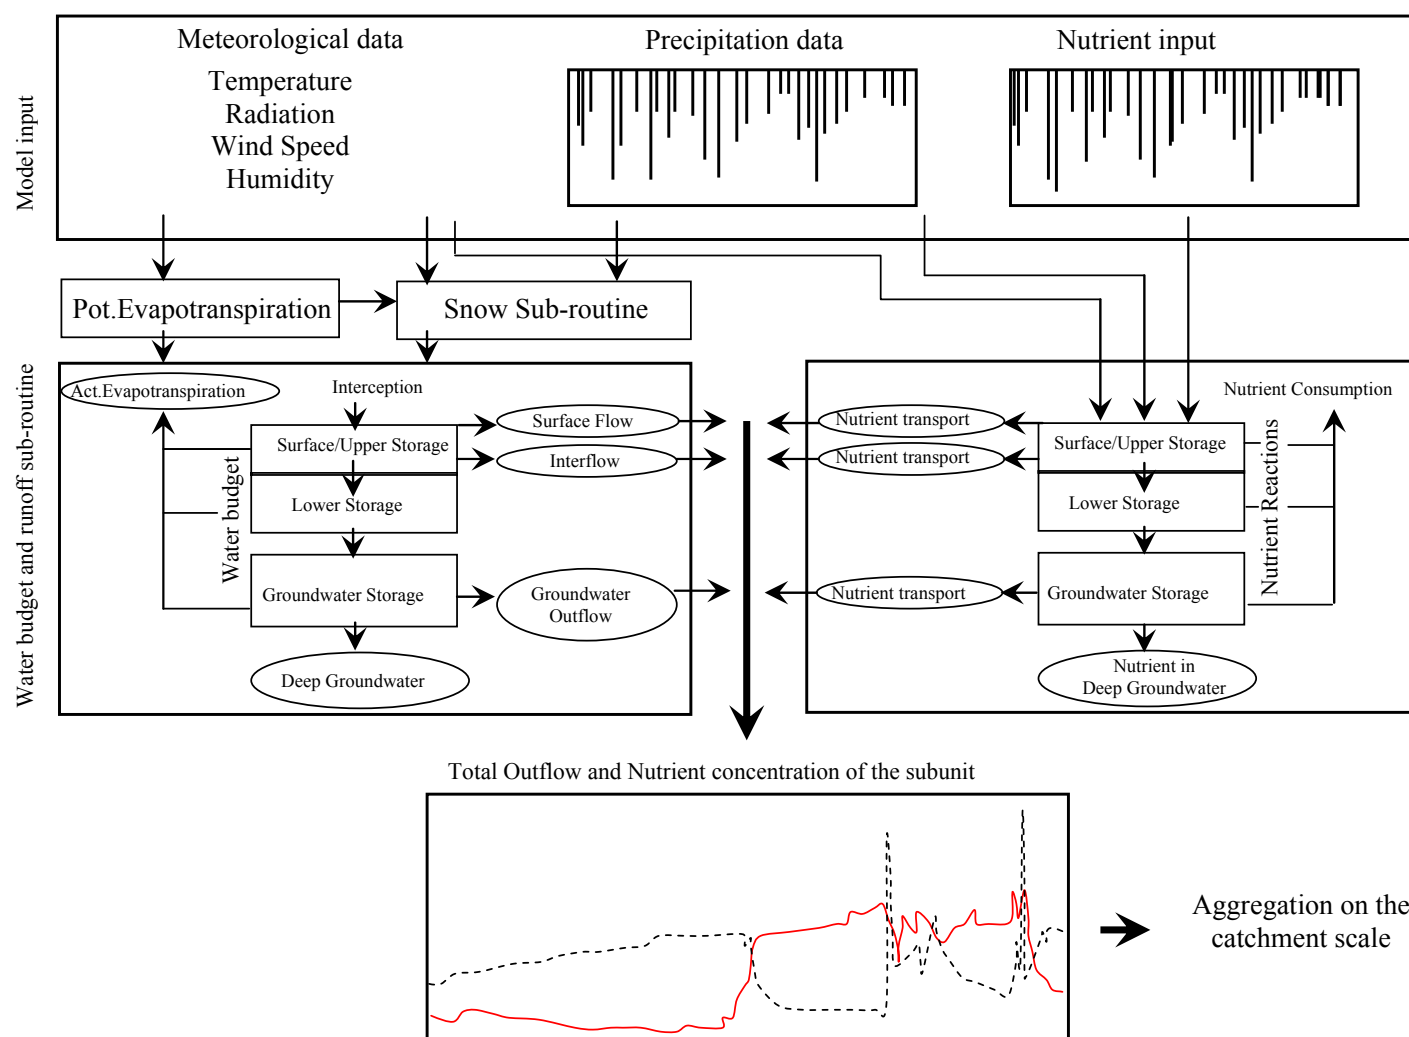 Meteorological data
Temperature
Radiation
Wind Speed
Humidity
Precipitation data
Nutrient input
Model input
Pot.Evapotranspiration
Snow Sub-routine
Water budget and runoff sub-routine
Act.Evapotranspiration
Interception
Surface/Upper Storage
Lower Storage
Groundwater Storage
Deep Groundwater
Water budget
Surface Flow
Interflow
Groundwater
Outflow
Nutrient transport
Nutrient transport
Nutrient transport
Surface/Upper Storage
Lower Storage
Groundwater Storage
Nutrient in
Deep Groundwater
Nutrient Reactions
Nutrient Consumption
Total Outflow and Nutrient concentration of the subunit
Aggregation on the
catchment scale